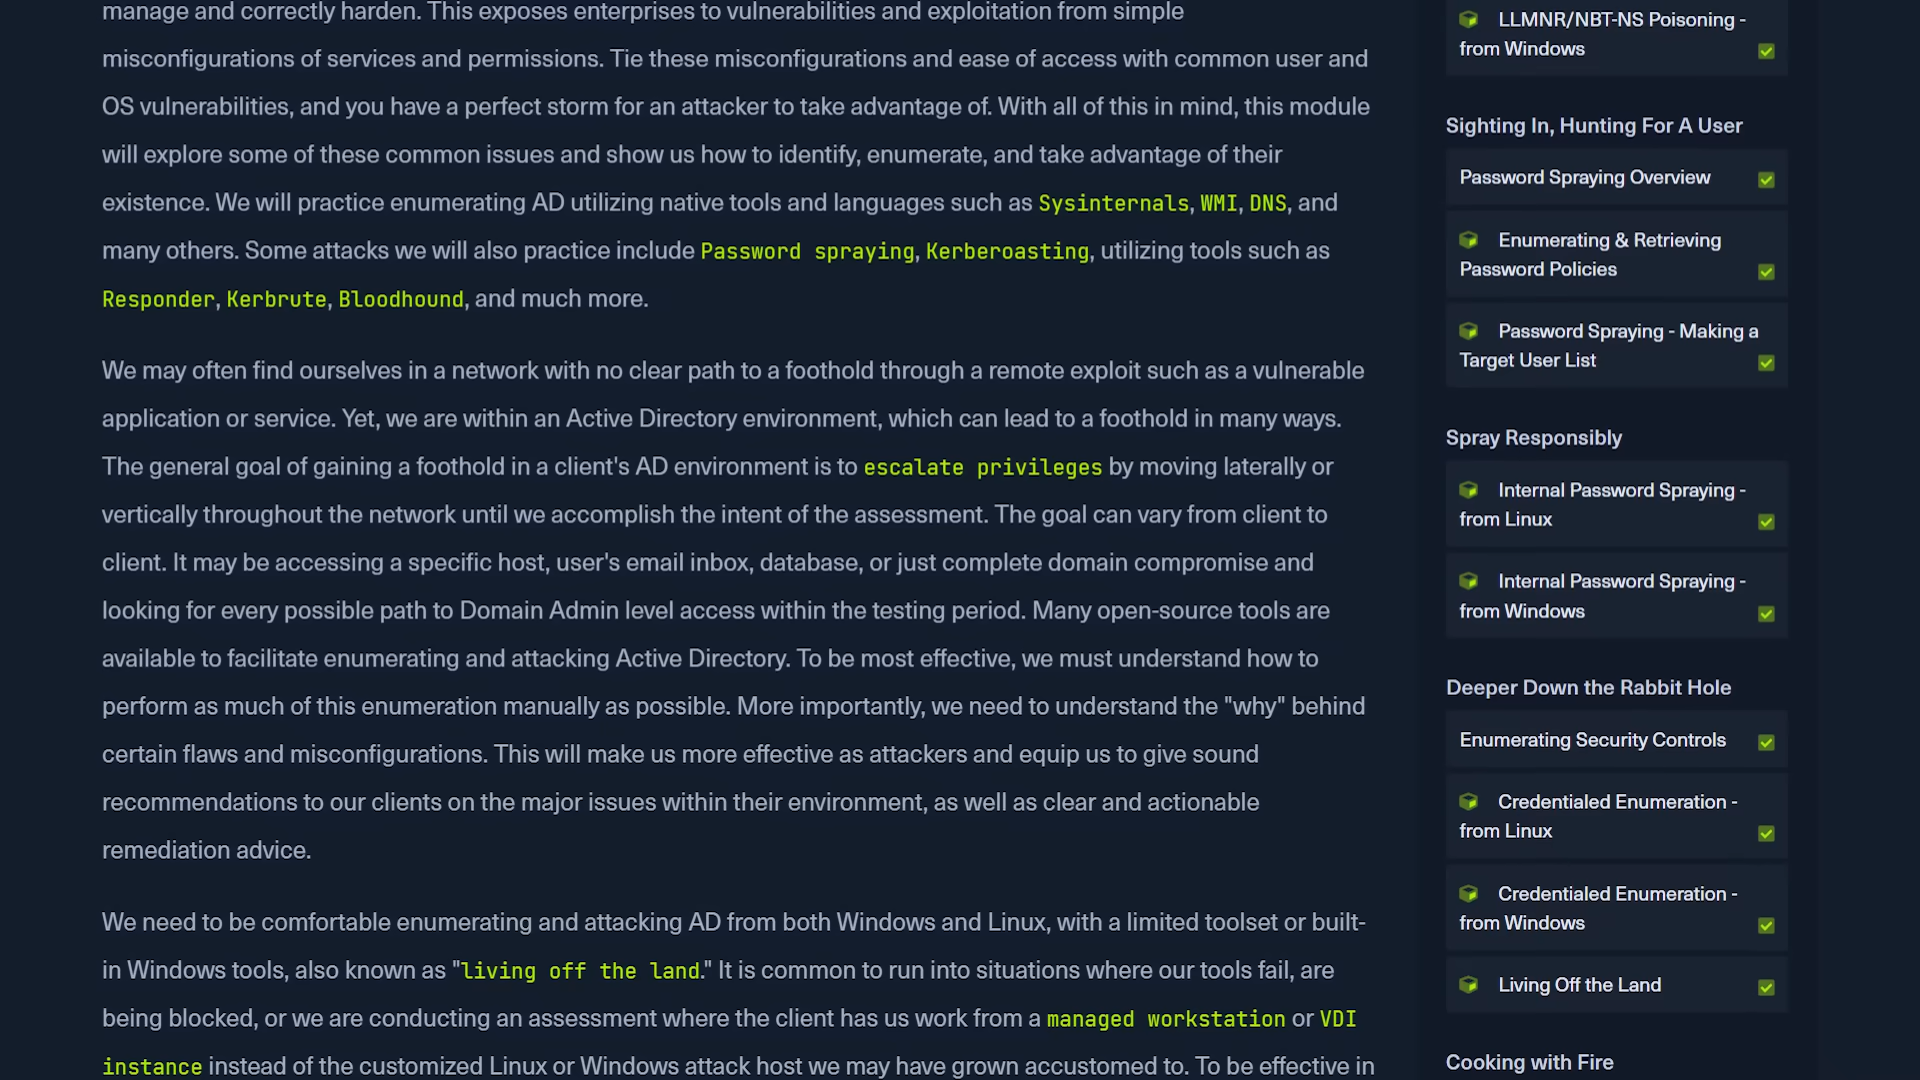 manage and correctly harden. This exposes enterprises to vulnerabilities and exploitation from simple
misconfigurations of services and permissions. Tie these misconfigurations and ease of access with common user and
OS vulnerabilities, and you have a perfect storm for an attacker to take advantage of. With all of this in mind, this module
will explore some of these common issues and show us how to identify, enumerate, and take advantage of their
existence. We will practice enumerating AD utilizing native tools and languages such as Sysinternals, WMI, DNS, and
many others. Some attacks we will also practice include Password spraying, Kerberoasting, utilizing tools such as
Responder, Kerbrute, Bloodhound, and much more.
We may often find ourselves in a network with no clear path to a foothold through a remote exploit such as a vulnerable
application or service. Yet, we are within an Active Directory environment, which can lead to a foothold in many ways.
The general goal of gaining a foothold in a client's AD environment is to escalate privileges by moving laterally or
vertically throughout the network until we accomplish the intent of the assessment. The goal can vary from client to
client. It may be accessing a specific host, user's email inbox, database, or just complete domain compromise and
looking for every possible path to Domain Admin level access within the testing period. Many open-source tools are
available to facilitate enumerating and attacking Active Directory. To be most effective, we must understand how to
perform as much of this enumeration manually as possible. More importantly, we need to understand the "why" behind
certain flaws and misconfigurations. This will make us more effective as attackers and equip us to give sound
recommendations to our clients on the major issues within their environment, as well as clear and actionable
remediation advice.
We need to be comfortable enumerating and attacking AD from both Windows and Linux, with a limited toolset or built-
in Windows tools, also known as "living off the land." It is common to run into situations where our tools fail, are
being blocked, or we are conducting an assessment where the client has us work from a managed workstation or VDI
instance instead of the customized Linux or Windows attack host we may have grown accustomed to. To be effective in
LLMNR/NBT-NS Poisoning -
from Windows
Sighting In, Hunting For A User
Password Spraying Overview
Enumerating & Retrieving
Password Policies
Password Spraying - Making a
Target User List
Spray Responsibly
Internal Password Spraying -
from Linux
Internal Password Spraying -
from Windows
Deeper Down the Rabbit Hole
Enumerating Security Controls
Credentialed Enumeration -
from Linux
Credentialed Enumeration -
from Windows
Living Off the Land
Cooking with Fire